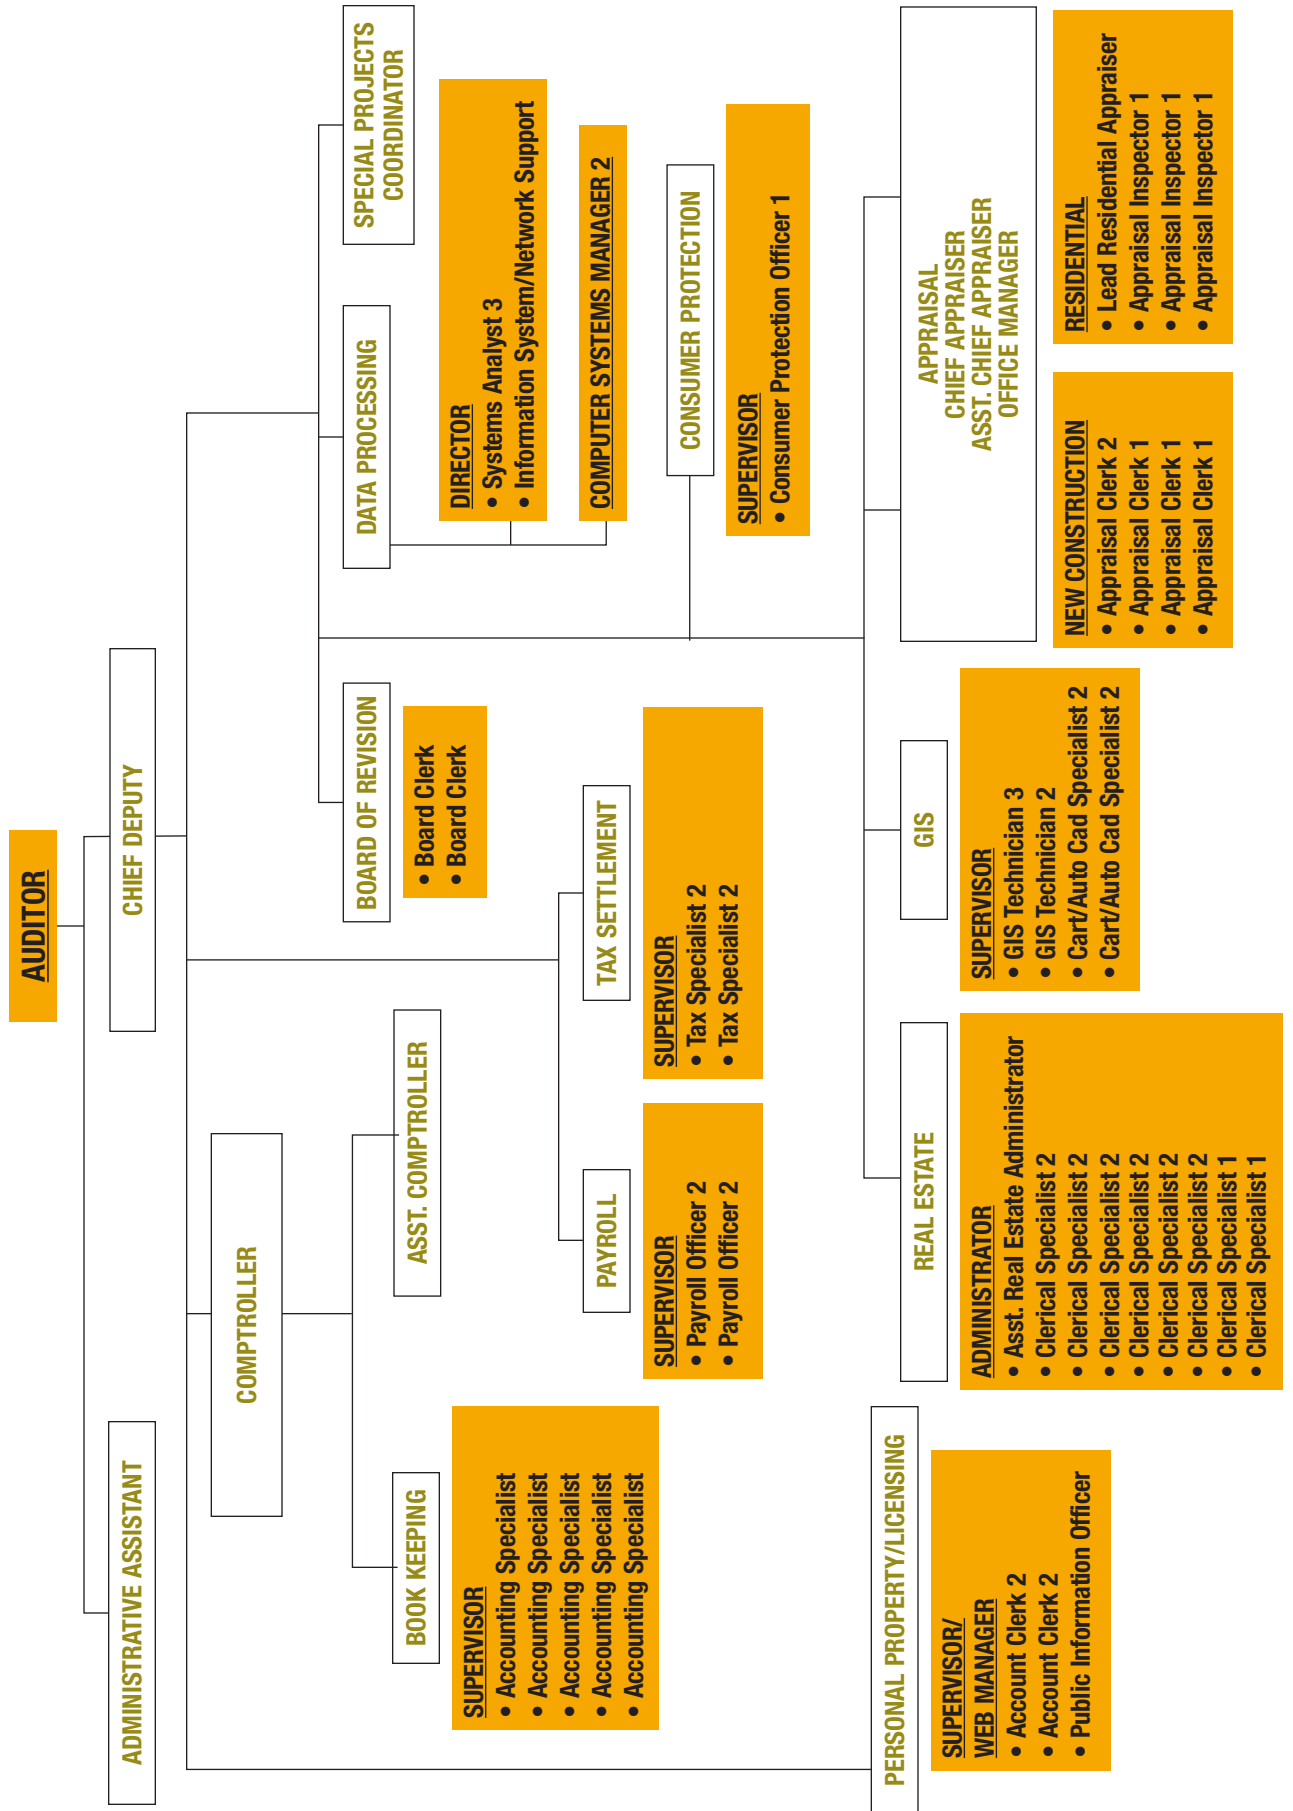 AUDITOR
ADMINISTRATIVE ASSISTANT
CHIEF DEPUTY
COMPTROLLER
BOOK KEEPING
SUPERVISOR
• Accounting Specialist
• Accounting Specialist
• Accounting Specialist
• Accounting Specialist
• Accounting Specialist
ASST. COMPTROLLER
BOARD OF REVISION
• Board Clerk
• Board Clerk
DATA PROCESSING
DIRECTOR
• Systems Analyst 3
• Information System/Network Support
COMPUTER SYSTEMS MANAGER 2
SPECIAL PROJECTS
COORDINATOR
PAYROLL
SUPERVISOR
• Payroll Officer 2
• Payroll Officer 2
TAX SETTLEMENT
SUPERVISOR
• Tax Specialist 2
• Tax Specialist 2
CONSUMER PROTECTION
SUPERVISOR
• Consumer Protection Officer 1
PERSONAL PROPERTY/LICENSING
SUPERVISOR/
WEB MANAGER
• Account Clerk 2
• Account Clerk 2
• Public Information Officer
REAL ESTATE
ADMINISTRATOR
• Asst. Real Estate Administrator
• Clerical Specialist 2
• Clerical Specialist 2
• Clerical Specialist 2
• Clerical Specialist 2
• Clerical Specialist 2
• Clerical Specialist 2
• Clerical Specialist 1
• Clerical Specialist 1
GIS
SUPERVISOR
• GIS Technician 3
• GIS Technician 2
• Cart/Auto Cad Specialist 2
• Cart/Auto Cad Specialist 2
APPRAISAL
CHIEF APPRAISER
ASST. CHIEF APPRAISER
OFFICE MANAGER
NEW CONSTRUCTION
• Appraisal Clerk 2
• Appraisal Clerk 1
• Appraisal Clerk 1
• Appraisal Clerk 1
RESIDENTIAL
• Lead Residential Appraiser
• Appraisal Inspector 1
• Appraisal Inspector 1
• Appraisal Inspector 1